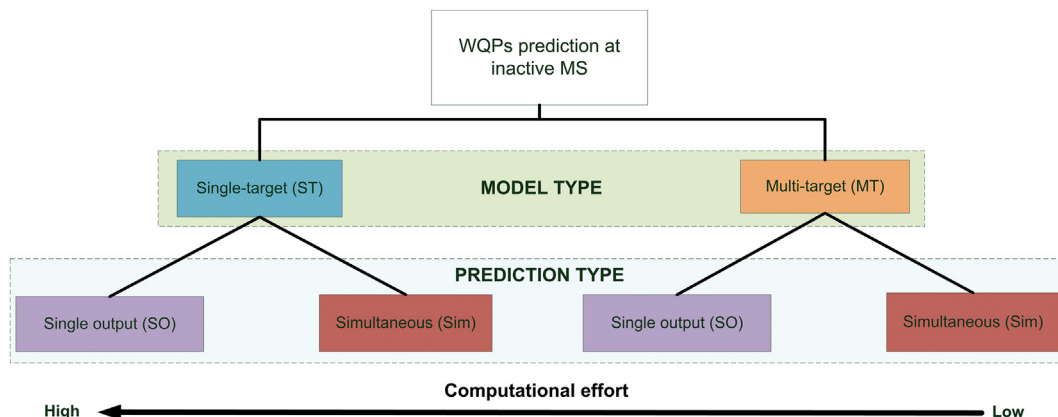 WQPs prediction at
inactive MS
Single-target (ST)
MODEL TYPE
Multi-target (MT)
PREDICTION TYPE
Single output (SO)
Simultaneous (Sim)
Single output (SO)
Simultaneous (Sim)
Computational effort
High
Low